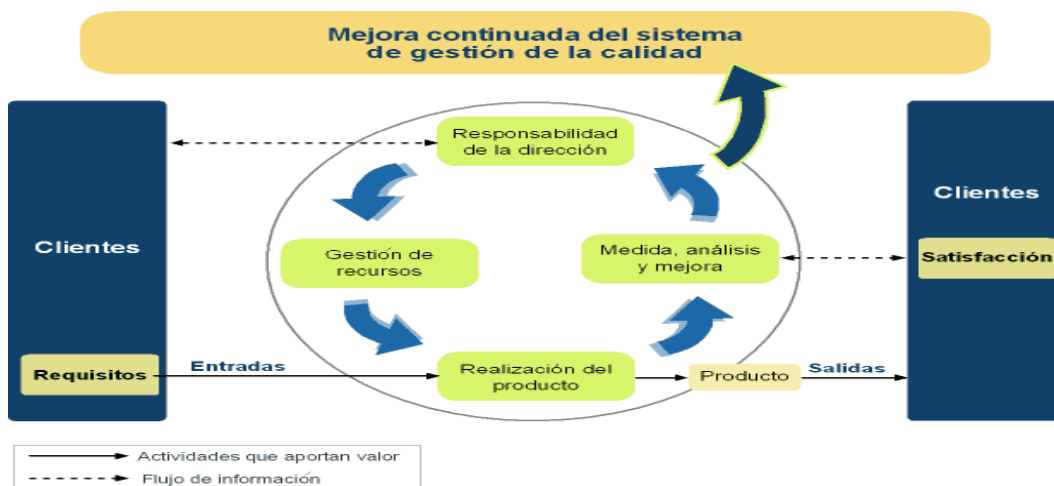 Mejora continuada del sistema
de gestión de la calidad
Responsabilidad
de la dirección
Clientes
Clientes
Gestión de
recursos
Medida, análisis
y mejora
Satisfacción
Requisitos
Entradas
Realización del
producto
Producto
Salidas
Actividades que aportan valor
Flujo de información